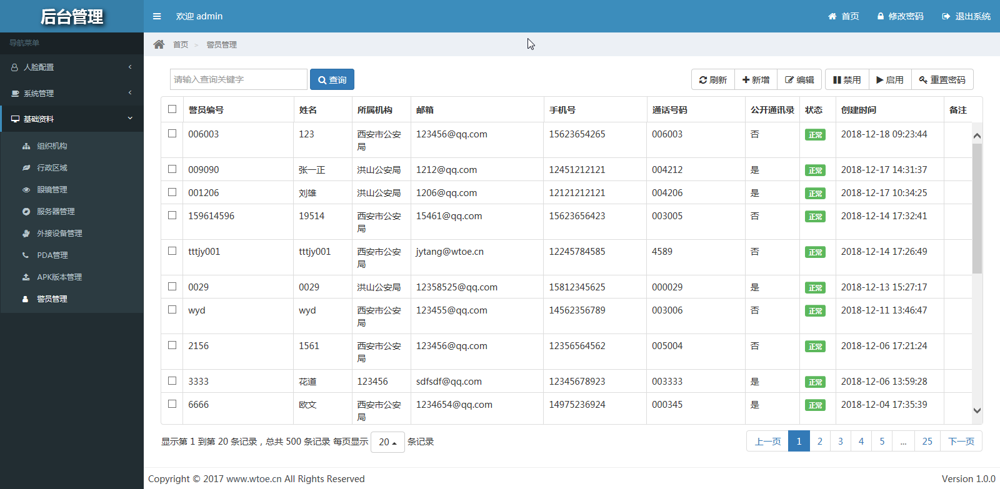 后台管理
欢迎 admin
首页 修改密码 退出系统
导航菜单
人脸配置
系统管理
基础资料
组织机构
行政区域
眼镜管理
服务器管理
外接设备管理
PDA管理
APK版本管理
警员管理
首页 > 警员管理
请输入查询关键字 查询
刷新 新增 编辑 禁用 启用 重置密码
警员编号 姓名 所属机构 邮箱 手机号 通话号码 公开通讯录 状态 创建时间 备注
006003 123 西安市公安局 123456@qq.com 15623654265 006003 否 正常 2018-12-18 09:23:44
009090 张一正 洪山公安局 1212@qq.com 12451212121 004212 是 正常 2018-12-17 14:31:37
001206 刘雄 洪山公安局 1206@qq.com 12121212121 004206 是 正常 2018-12-17 10:34:25
159614596 19514 西安市公安局 15461@qq.com 15623656423 003005 否 正常 2018-12-14 17:32:41
tttjy001 tttjy001 西安市公安局 jytang@wtoe.cn 12245784585 4589 否 正常 2018-12-14 17:26:49
0029 0029 洪山公安局 12358525@qq.com 15812345625 000029 是 正常 2018-12-13 15:27:17
wyd wyd 西安市公安局 123455@qq.com 14562356789 003006 否 正常 2018-12-11 13:46:47
2156 1561 西安市公安局 123456@qq.com 12356564562 005004 否 正常 2018-12-06 17:21:24
3333 花道 123456 sdfsdf@qq.com 12345678923 003333 是 正常 2018-12-06 13:59:28
6666 欧文 西安市公安局 1234654@qq.com 14975236924 000345 是 正常 2018-12-04 17:35:39
显示第 1 到第 20 条记录，总共 500 条记录 每页显示 20 条记录
上一页 1 2 3 4 5 ... 25 下一页
Copyright © 2017 www.wtoe.cn All Rights Reserved
Version 1.0.0